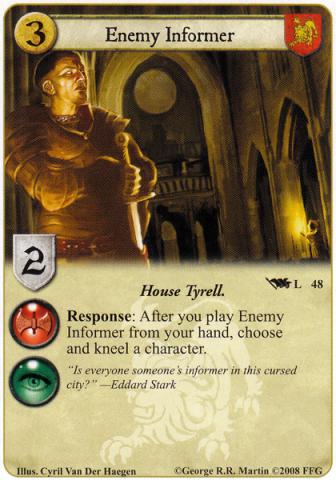 3
Enemy Informer
2
House Tyrell.
L 48
Response: After you play Enemy
Informer from your hand, choose
and kneel a character.
"Is everyone someone's informer in this cursed
city?" —Eddard Stark
Illus. Cyril Van Der Haegen
©George R.R. Martin ©2008 FFG